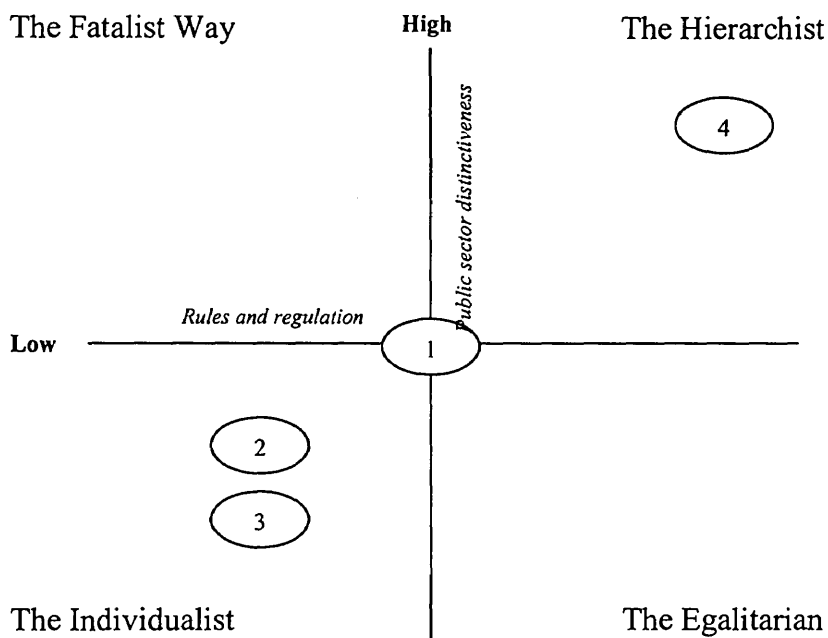 The Fatalist Way
High
The Hierarchist
4
Public sector distinctiveness
Rules and regulation
Low
1
2
3
The Individualist
The Egalitarian